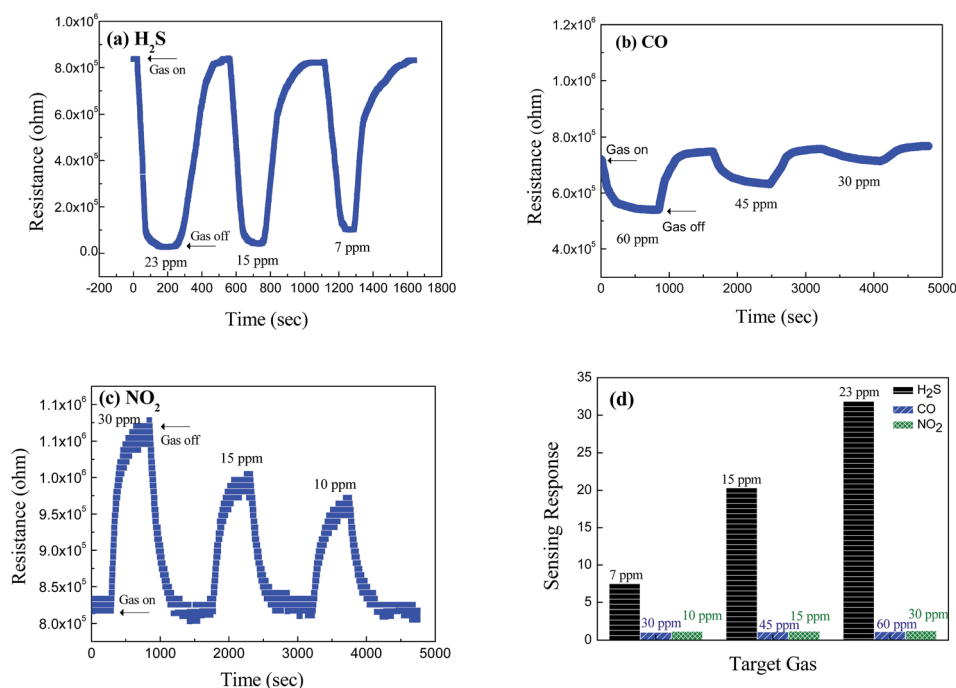 (a) H₂S
1.0x10⁶
8.0x10⁵
6.0x10⁵
4.0x10⁵
2.0x10⁵
0.0
Resistance (ohm)
Gas on
Gas off
23 ppm
15 ppm
7 ppm
-200 0 200 400 600 800 1000 1200 1400 1600 1800
Time (sec)
(b) CO
1.2x10⁶
1.0x10⁶
8.0x10⁵
6.0x10⁵
4.0x10⁵
Resistance (ohm)
Gas on
Gas off
60 ppm
45 ppm
30 ppm
0 1000 2000 3000 4000 5000
Time (sec)
(c) NO₂
1.1x10⁶
1.1x10⁶
1.0x10⁶
9.5x10⁵
9.0x10⁵
8.5x10⁵
8.0x10⁵
Resistance (ohm)
30 ppm
Gas off
15 ppm
10 ppm
Gas on
0 1000 2000 3000 4000 5000
Time (sec)
(d)
35
30
25
20
15
10
5
0
Sensing Response
H₂S
CO
NO₂
7 ppm
30 ppm
10 ppm
15 ppm
45 ppm
15 ppm
23 ppm
60 ppm
30 ppm
Target Gas